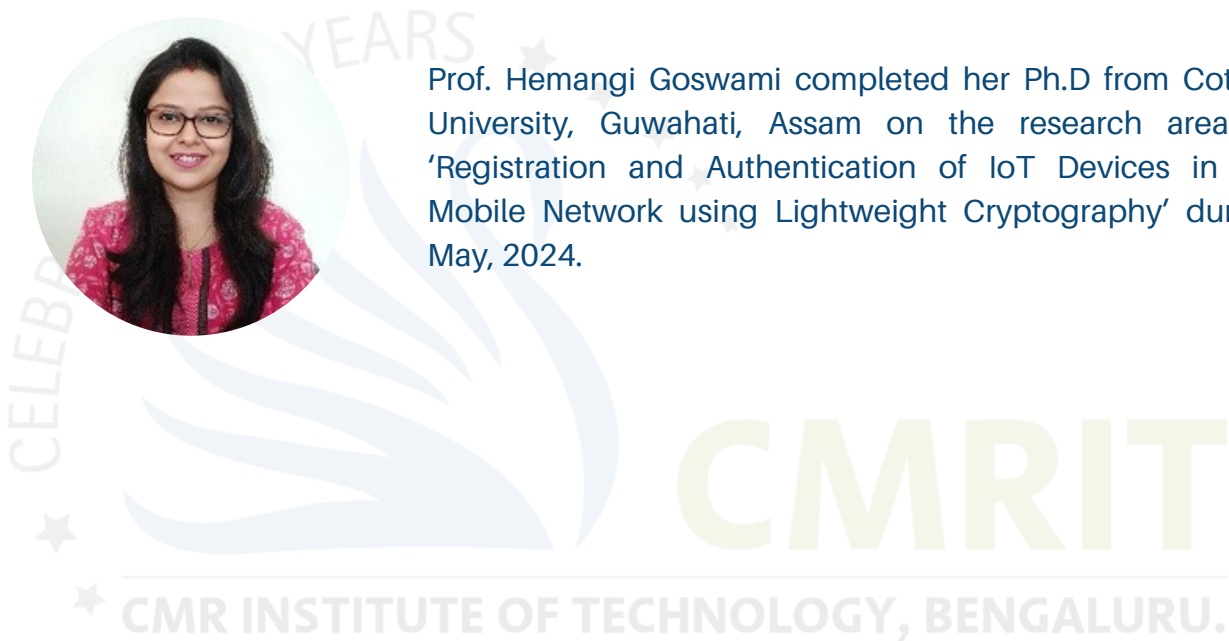 YEARS
Prof. Hemangi Goswami completed her Ph.D from
University, Guwahati, Assam on the research area
‘Registration and Authentication of IoT Devices in
Mobile Network using Lightweight Cryptography’
May, 2024.
CELEB
CMRIT
CMR INSTITUTE OF TECHNOLOGY, BENGALURU.